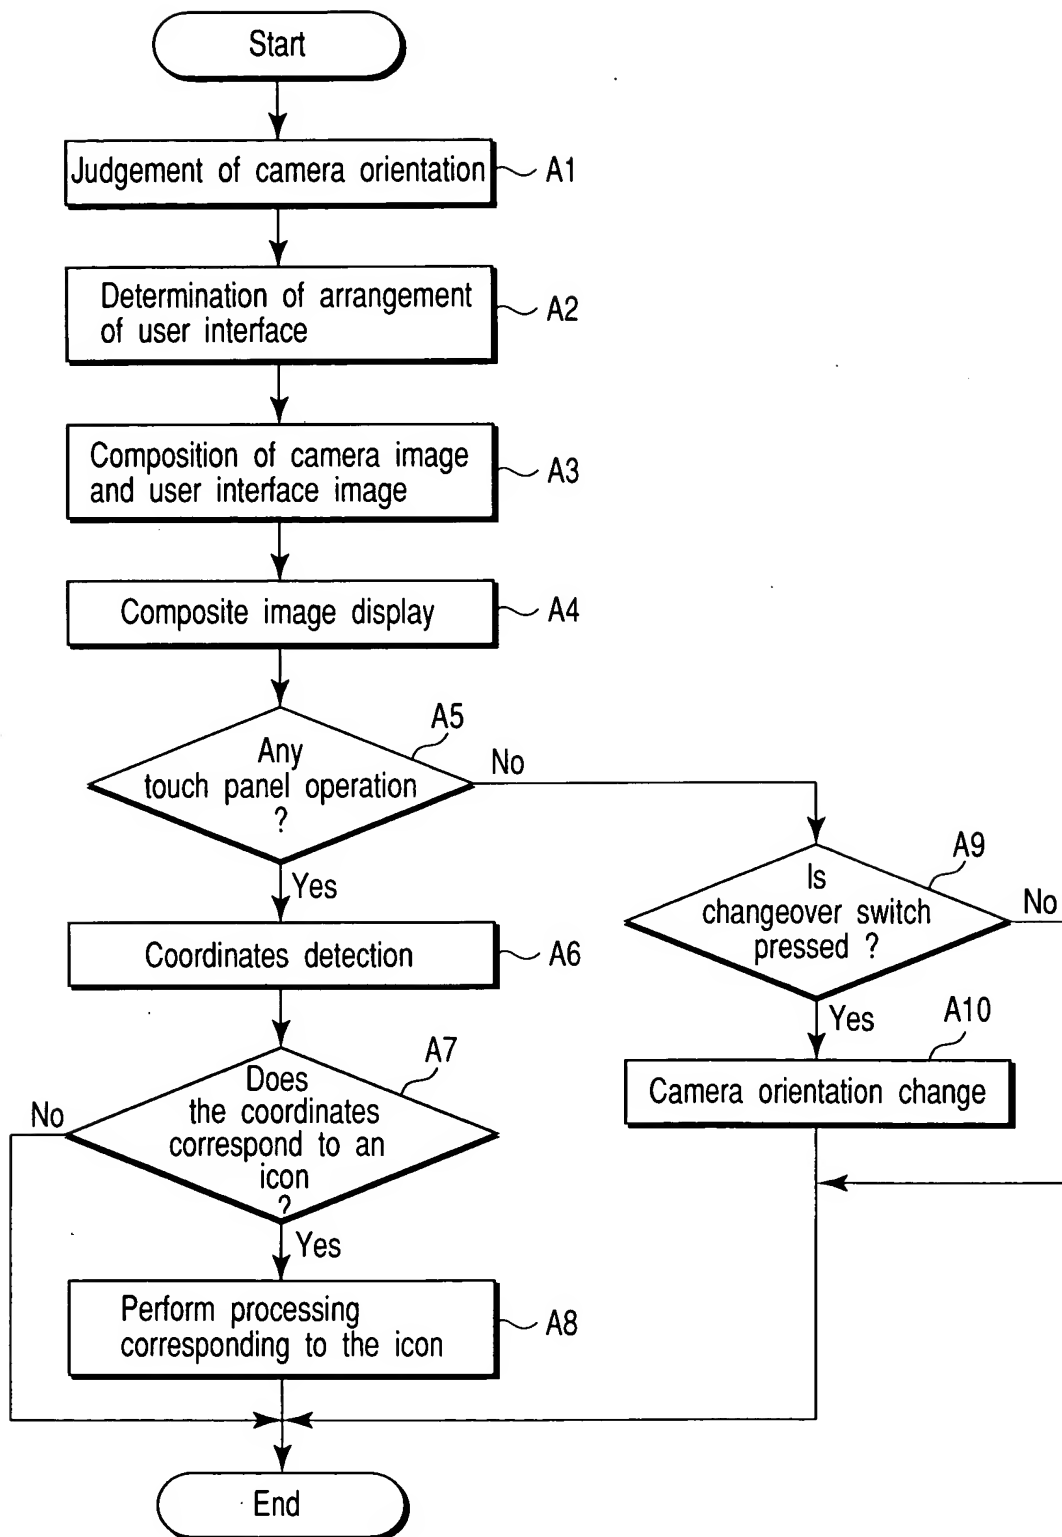 Start
Judgement of camera orientation
A1
Determination of arrangement
of user interface
A2
Composition of camera image
and user interface image
A3
Composite image display
A4
A5
Any
touch panel operation
?
No
Yes
A9
Is
changeover switch
pressed ?
No
Coordinates detection
A6
Yes
A10
Camera orientation change
A7
Does
the coordinates
correspond to an
icon
?
No
Yes
Perform processing
corresponding to the icon
A8
End